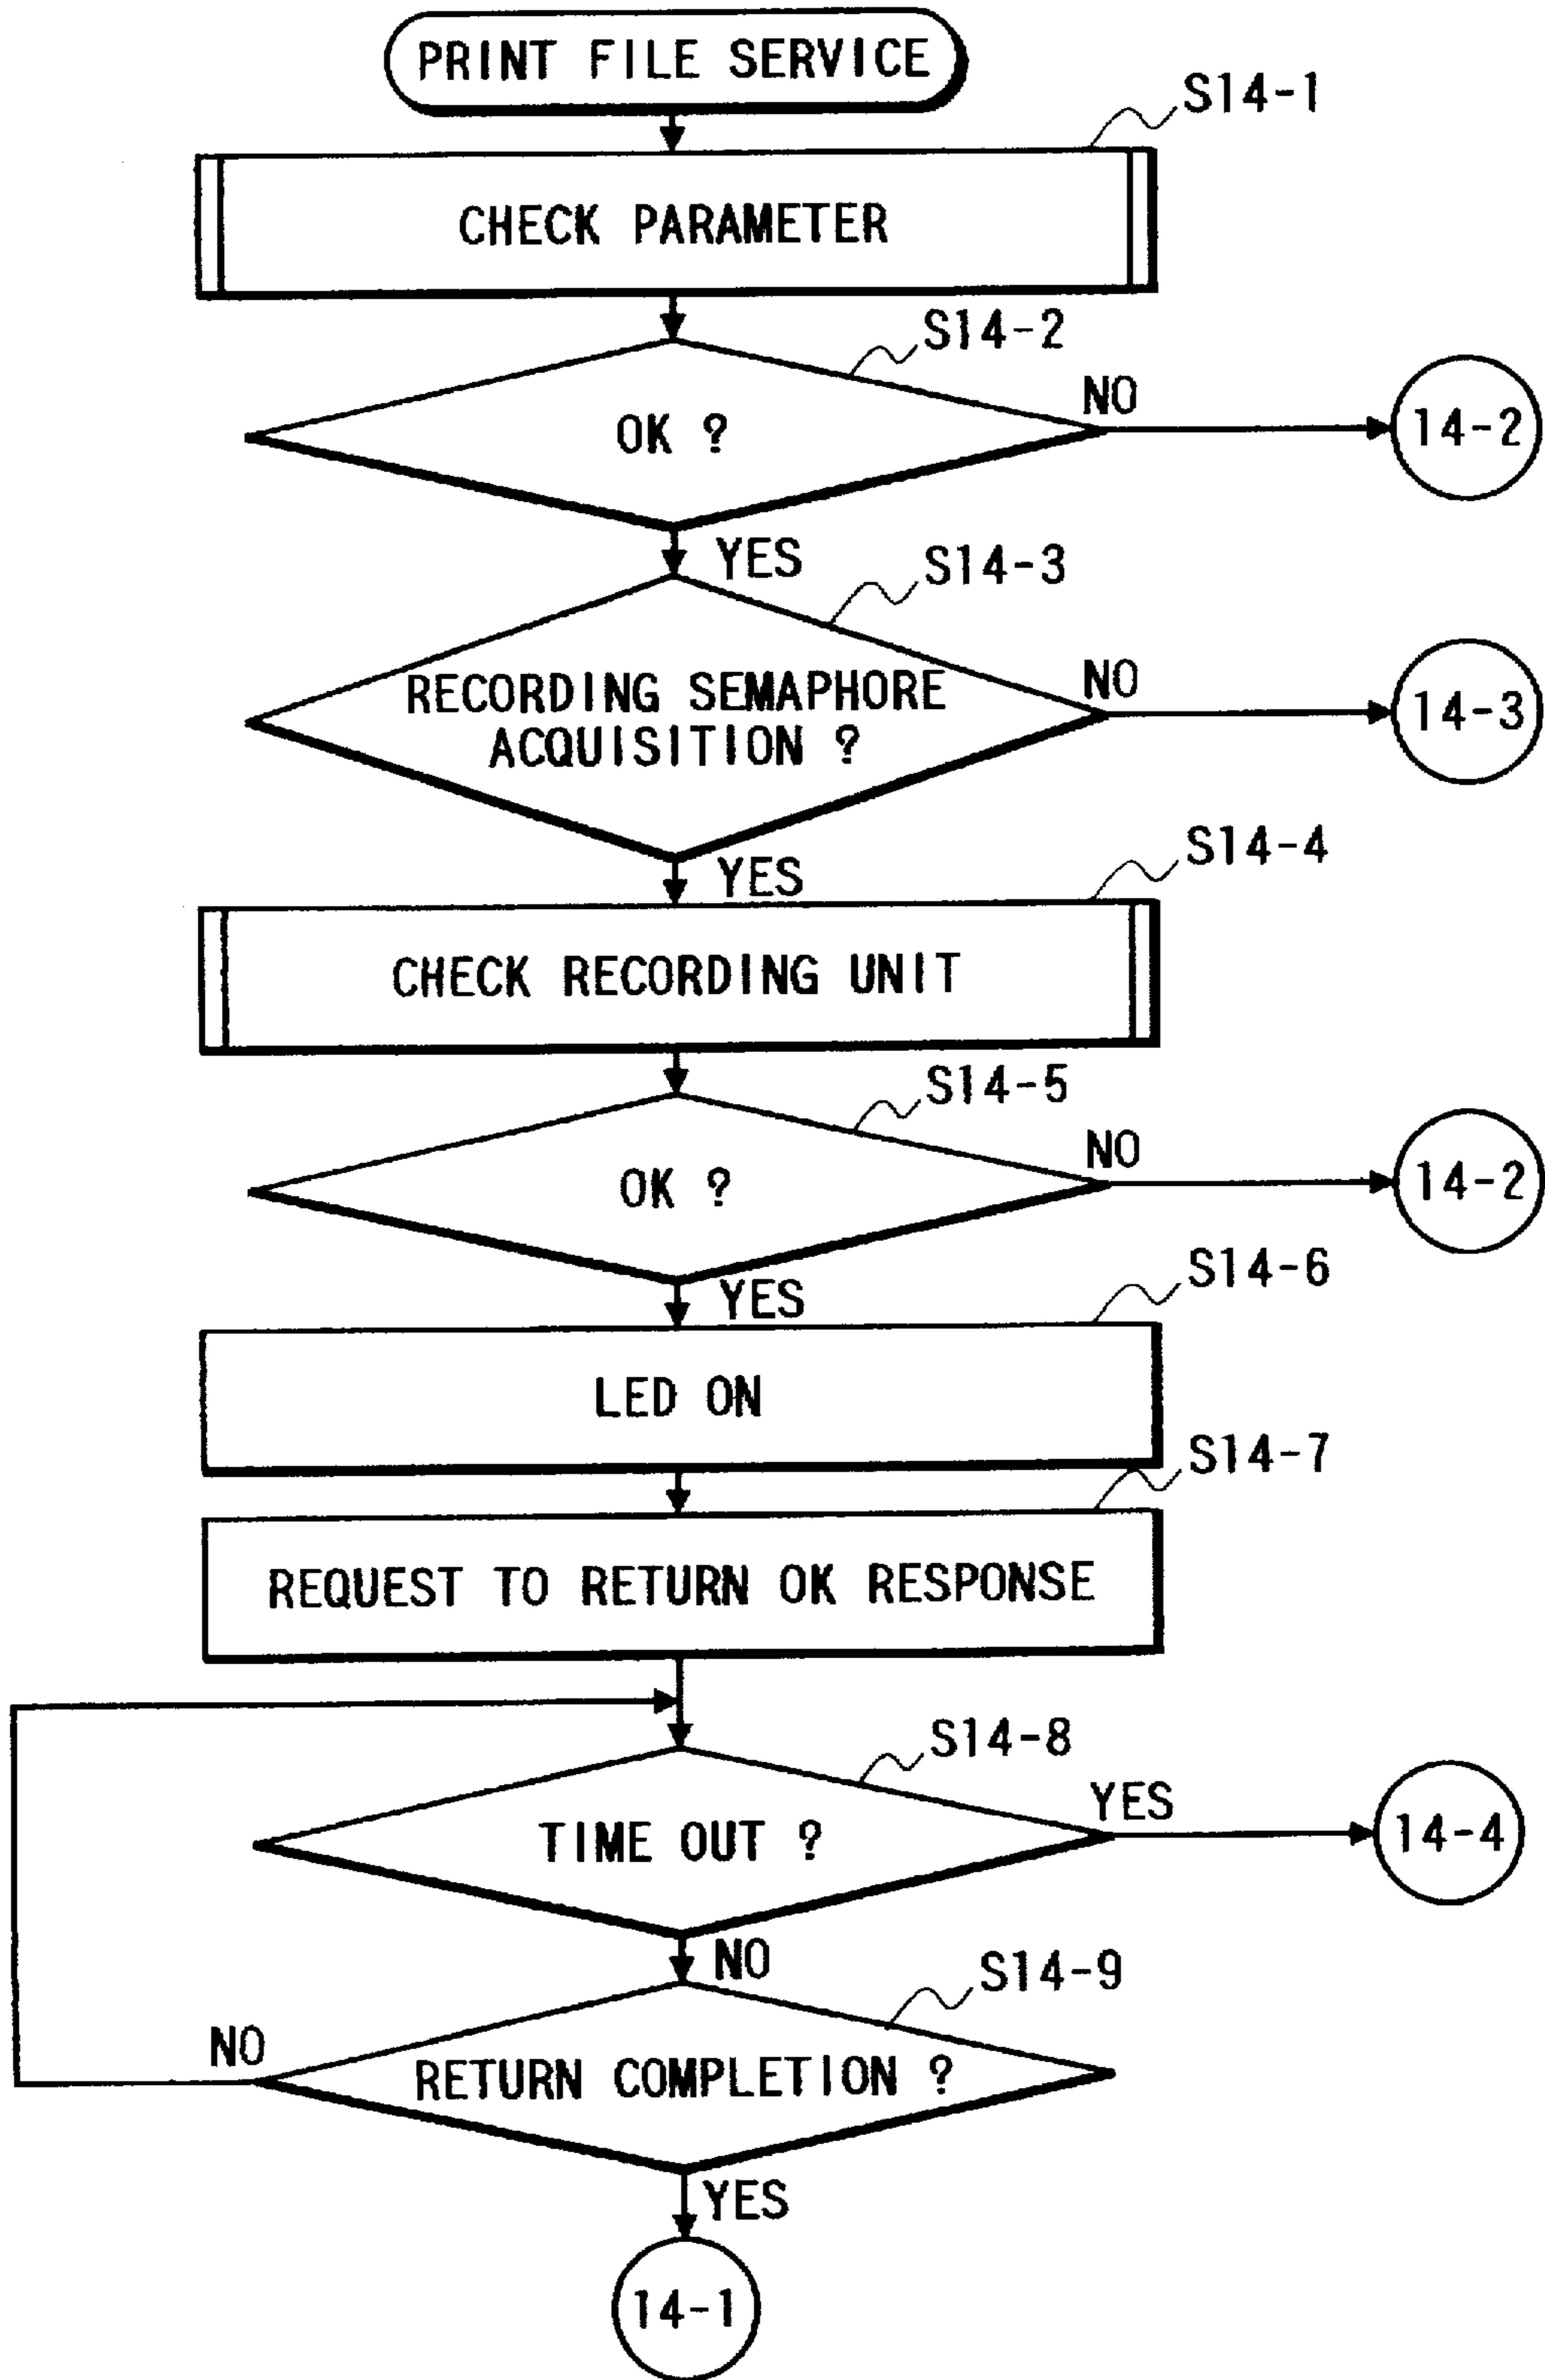 PRINT FILE SERVICE
S14-1
CHECK PARAMETER
S14-2
OK ?
NO
14-2
YES
S14-3
RECORDING SEMAPHORE
ACQUISITION ?
NO
14-3
YES
S14-4
CHECK RECORDING UNIT
S14-5
OK ?
NO
14-2
YES
S14-6
LED ON
S14-7
REQUEST TO RETURN OK RESPONSE
S14-8
TIME OUT ?
YES
14-4
NO
S14-9
RETURN COMPLETION ?
NO
YES
14-1